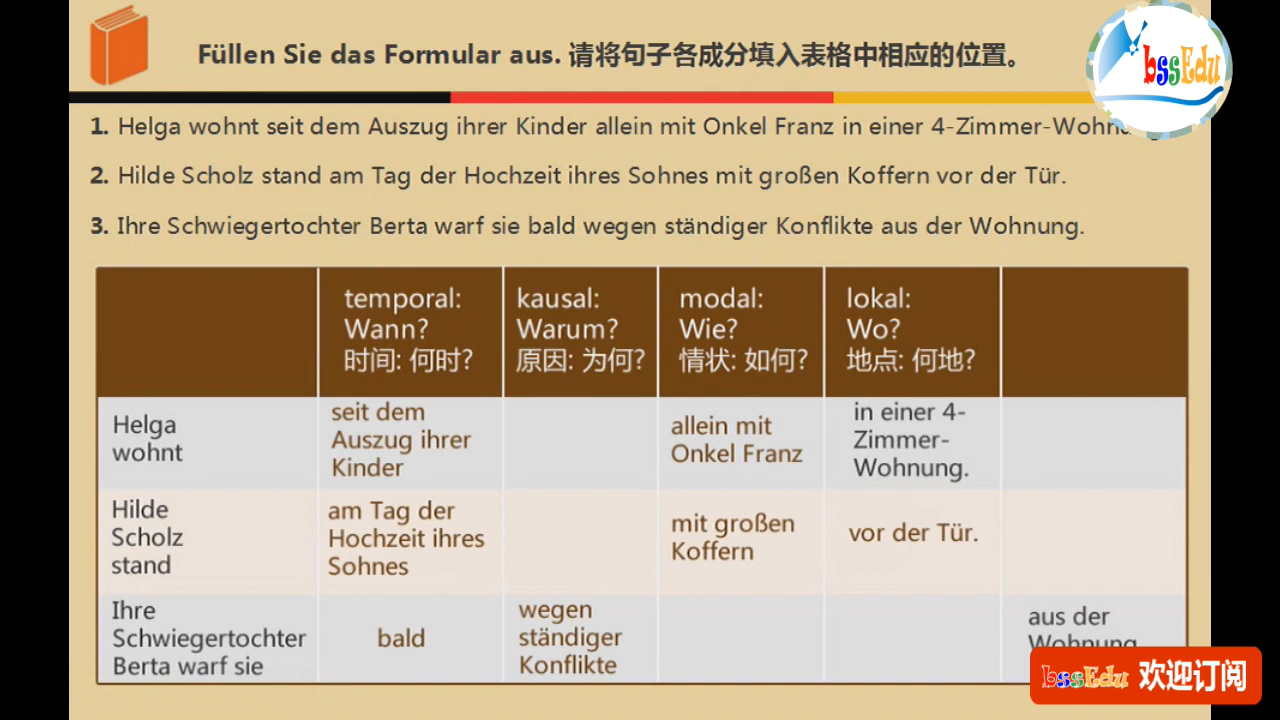 Füllen Sie das Formular aus. 请将句子各成分填入表格中相应的位置。
bssEdu
1. Helga wohnt seit dem Auszug ihrer Kinder allein mit Onkel Franz in einer
2. Hilde Scholz stand am Tag der Hochzeit ihres Sohnes mit großen Koffern vor der Tür.
3. Ihre Schwiegertochter Berta warf sie bald wegen ständiger Konflikte aus der Wohnung.
temporal:
Wann?
时间: 何时?
kausal:
Warum?
原因: 为何?
modal:
Wie?
情状: 如何?
lokal:
Wo?
地点: 何地?
Helga
wohnt
seit dem
Auszug ihrer
Kinder
allein mit
Onkel Franz
in einer 4-
Zimmer-
Wohnung.
Hilde
Scholz
stand
am Tag der
Hochzeit ihres
Sohnes
mit großen
Koffern
vor der Tür.
Ihre
Schwiegertochter
Berta warf sie
bald
wegen
ständiger
Konflikte
aus der
Wohnung
bssEdu 欢迎订阅